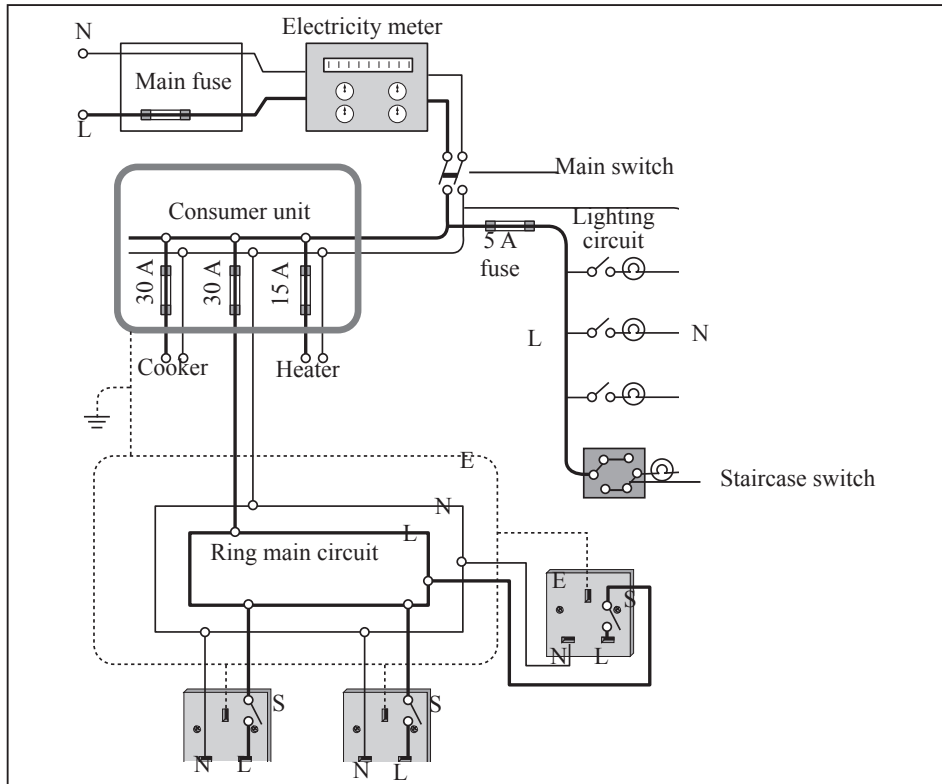 Electricity meter
N
Main fuse
L
Main switch
Consumer unit
Lighting
circuit
5 A
fuse
30 A
30 A
15 A
L
N
Cooker
Heater
E
Staircase switch
N
L
Ring main circuit
E
S
N
L
S
S
N
L
N
L